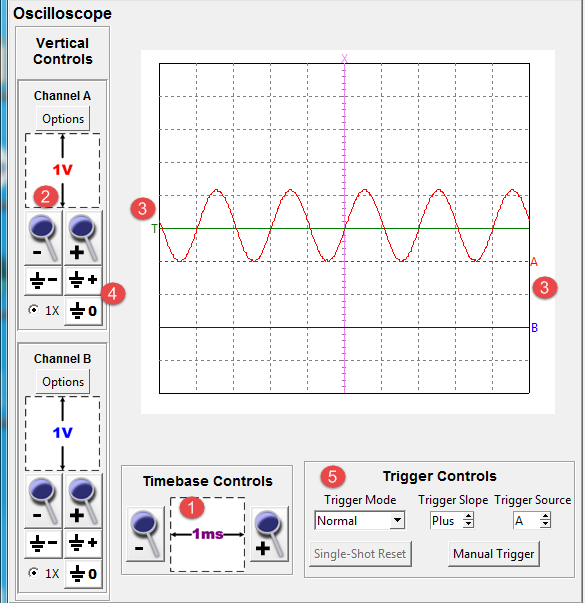 Oscilloscope
Vertical
Controls
Channel A
Options
1V
2
- +
- +
4
1X 0
Channel B
Options
1V
- +
- +
1X 0
X
3
T
A
3
B
Timebase Controls
1
1ms
- +
5
Trigger Controls
Trigger Mode Trigger Slope Trigger Source
Normal Plus A
Single-Shot Reset Manual Trigger